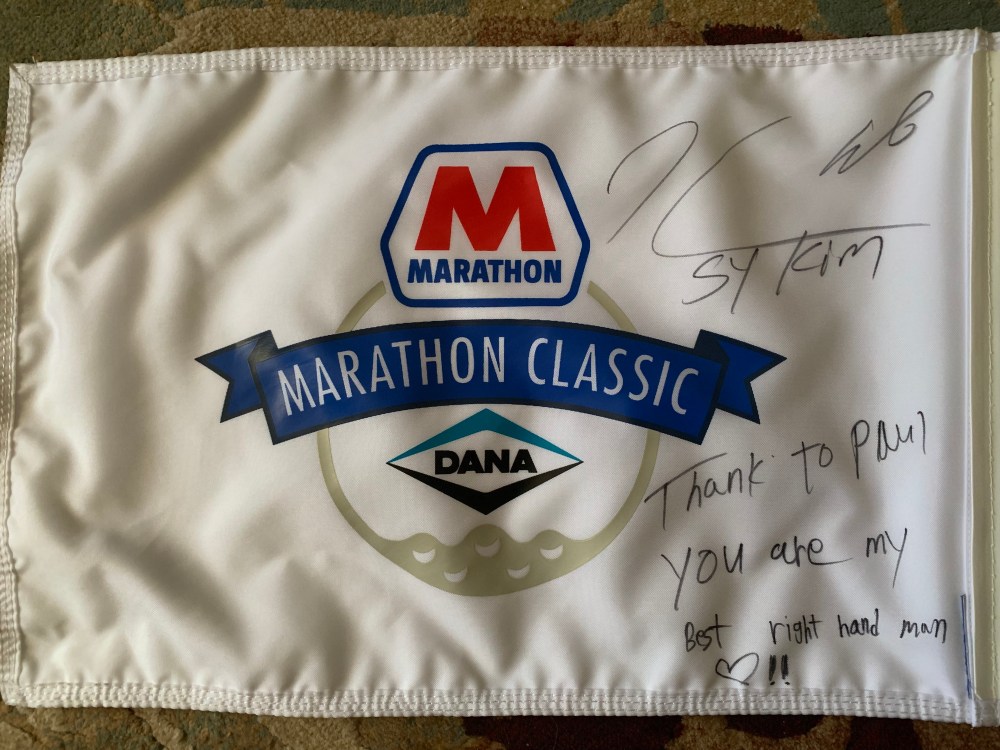 M
MARATHON
MARATHON CLASSIC
DANA
SY Kim
Thank to Paul
you are my
Best right hand man
!!